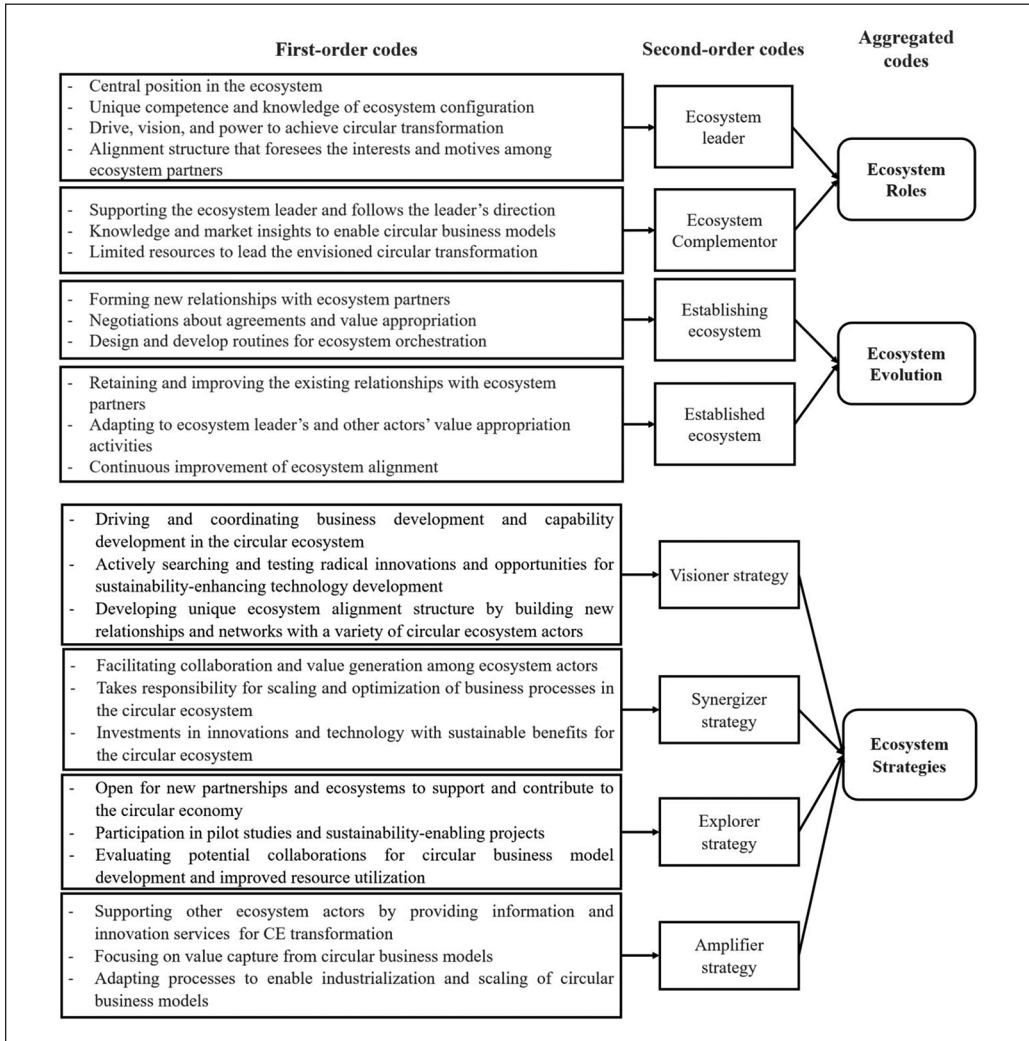 First-order codes
Second-order codes
Aggregated
codes
- Central position in the ecosystem
- Unique competence and knowledge of ecosystem configuration
- Drive, vision, and power to achieve circular transformation
- Alignment structure that foresees the interests and motives among
ecosystem partners
Ecosystem
leader
- Supporting the ecosystem leader and follows the leader's direction
- Knowledge and market insights to enable circular business models
- Limited resources to lead the envisioned circular transformation
Ecosystem
Complementor
Ecosystem
Roles
- Forming new relationships with ecosystem partners
- Negotiations about agreements and value appropriation
- Design and develop routines for ecosystem orchestration
Establishing
ecosystem
- Retaining and improving the existing relationships with ecosystem
partners
- Adapting to ecosystem leader's and other actors' value appropriation
activities
- Continuous improvement of ecosystem alignment
Established
ecosystem
Ecosystem
Evolution
- Driving and coordinating business development and capability
development in the circular ecosystem
- Actively searching and testing radical innovations and opportunities for
sustainability-enhancing technology development
- Developing unique ecosystem alignment structure by building new
relationships and networks with a variety of circular ecosystem actors
Visioner strategy
- Facilitating collaboration and value generation among ecosystem actors
- Takes responsibility for scaling and optimization of business processes in
the circular ecosystem
- Investments in innovations and technology with sustainable benefits for
the circular ecosystem
Synergizer
strategy
- Open for new partnerships and ecosystems to support and contribute to
the circular economy
- Participation in pilot studies and sustainability-enabling projects
- Evaluating potential collaborations for circular business model
development and improved resource utilization
Explorer
strategy
- Supporting other ecosystem actors by providing information and
innovation services for CE transformation
- Focusing on value capture from circular business models
- Adapting processes to enable industrialization and scaling of circular
business models
Amplifier
strategy
Ecosystem
Strategies